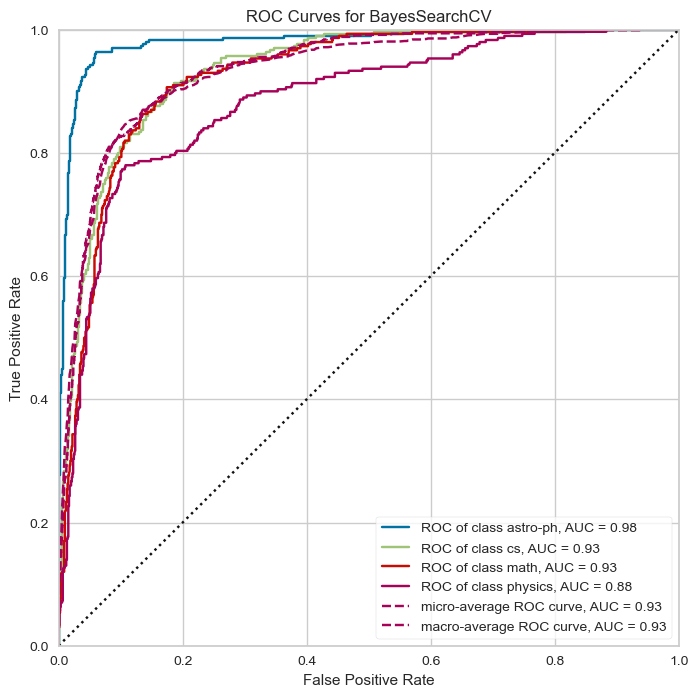 ROC Curves for BayesSearchCV
1.0
0.8
0.6
0.4
0.2
0.0
True Positive Rate
ROC of class astro-ph, AUC = 0.98
ROC of class cs, AUC = 0.93
ROC of class math, AUC = 0.93
ROC of class physics, AUC = 0.88
micro-average ROC curve, AUC = 0.93
macro-average ROC curve, AUC = 0.93
0.0 0.2 0.4 0.6 0.8 1.0
False Positive Rate